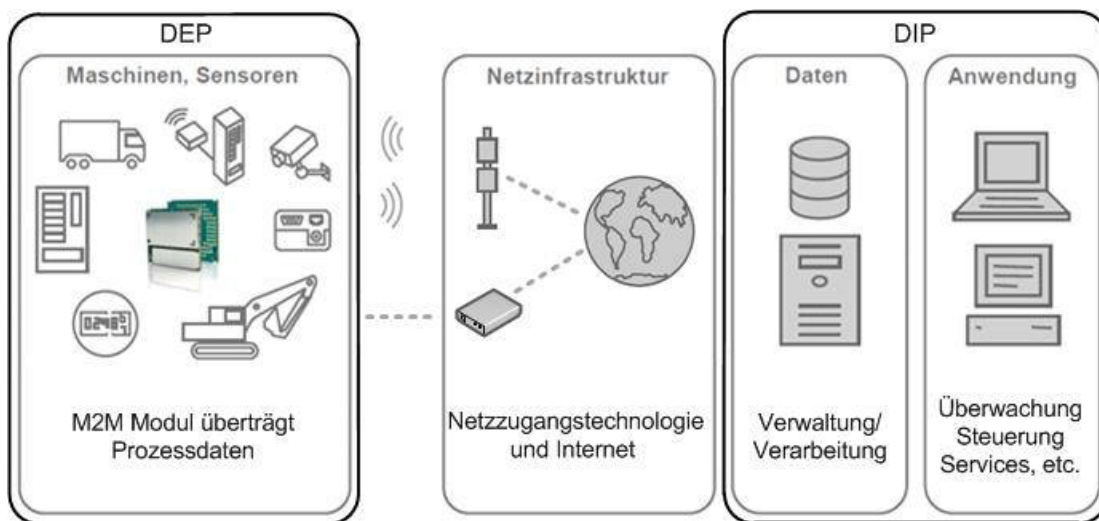 DEP
Maschinen, Sensoren
M2M Modul überträgt
Prozessdaten
Netzinfrastruktur
Netzzugangstechnologie
und Internet
DIP
Daten
Verwaltung/
Verarbeitung
Anwendung
Überwachung
Steuerung
Services, etc.